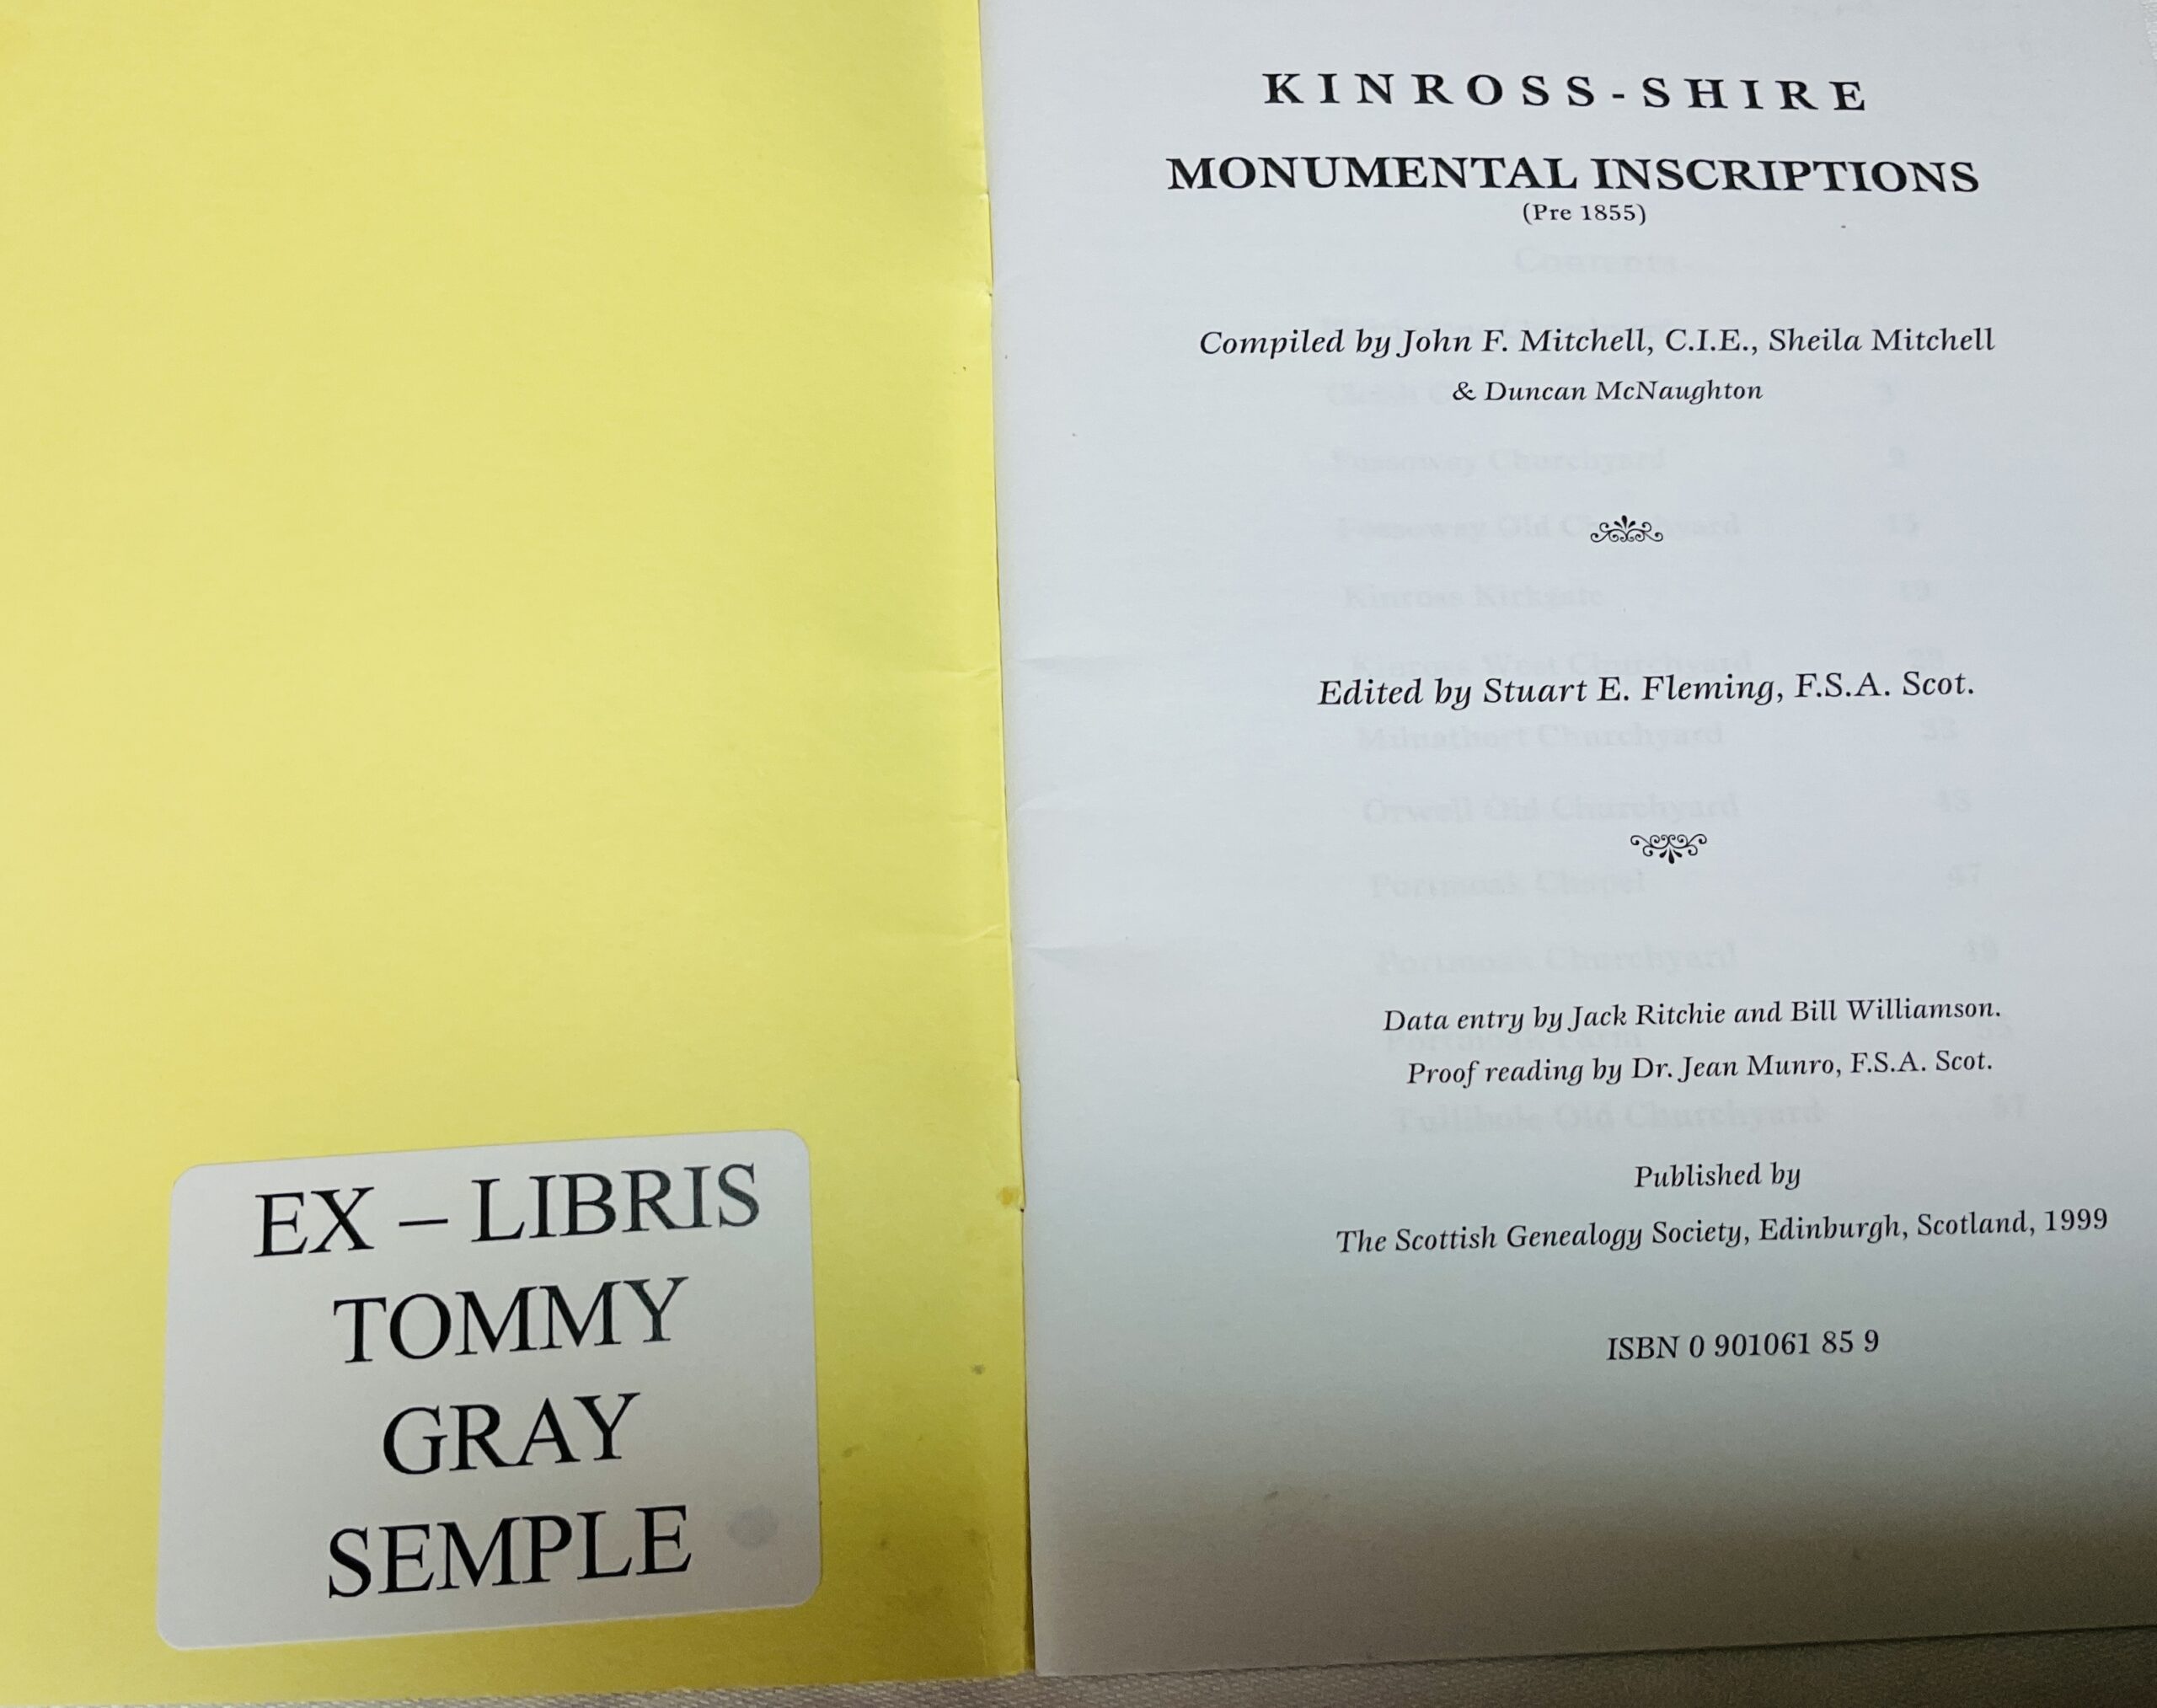 EX – LIBRIS
TOMMY
GRAY
SEMPLE
KINROSS-SHIRE
MONUMENTAL INSCRIPTIONS
(Pre 1855)
Compiled by John F. Mitchell, C.I.E., Sheila Mitchell
& Duncan McNaughton
Edited by Stuart E. Fleming, F.S.A. Scot.
Data entry by Jack Ritchie and Bill Williamson.
Proof reading by Dr. Jean Munro, F.S.A. Scot.
Published by
The Scottish Genealogy Society, Edinburgh, Scotland, 1999
ISBN 0 901061 85 9